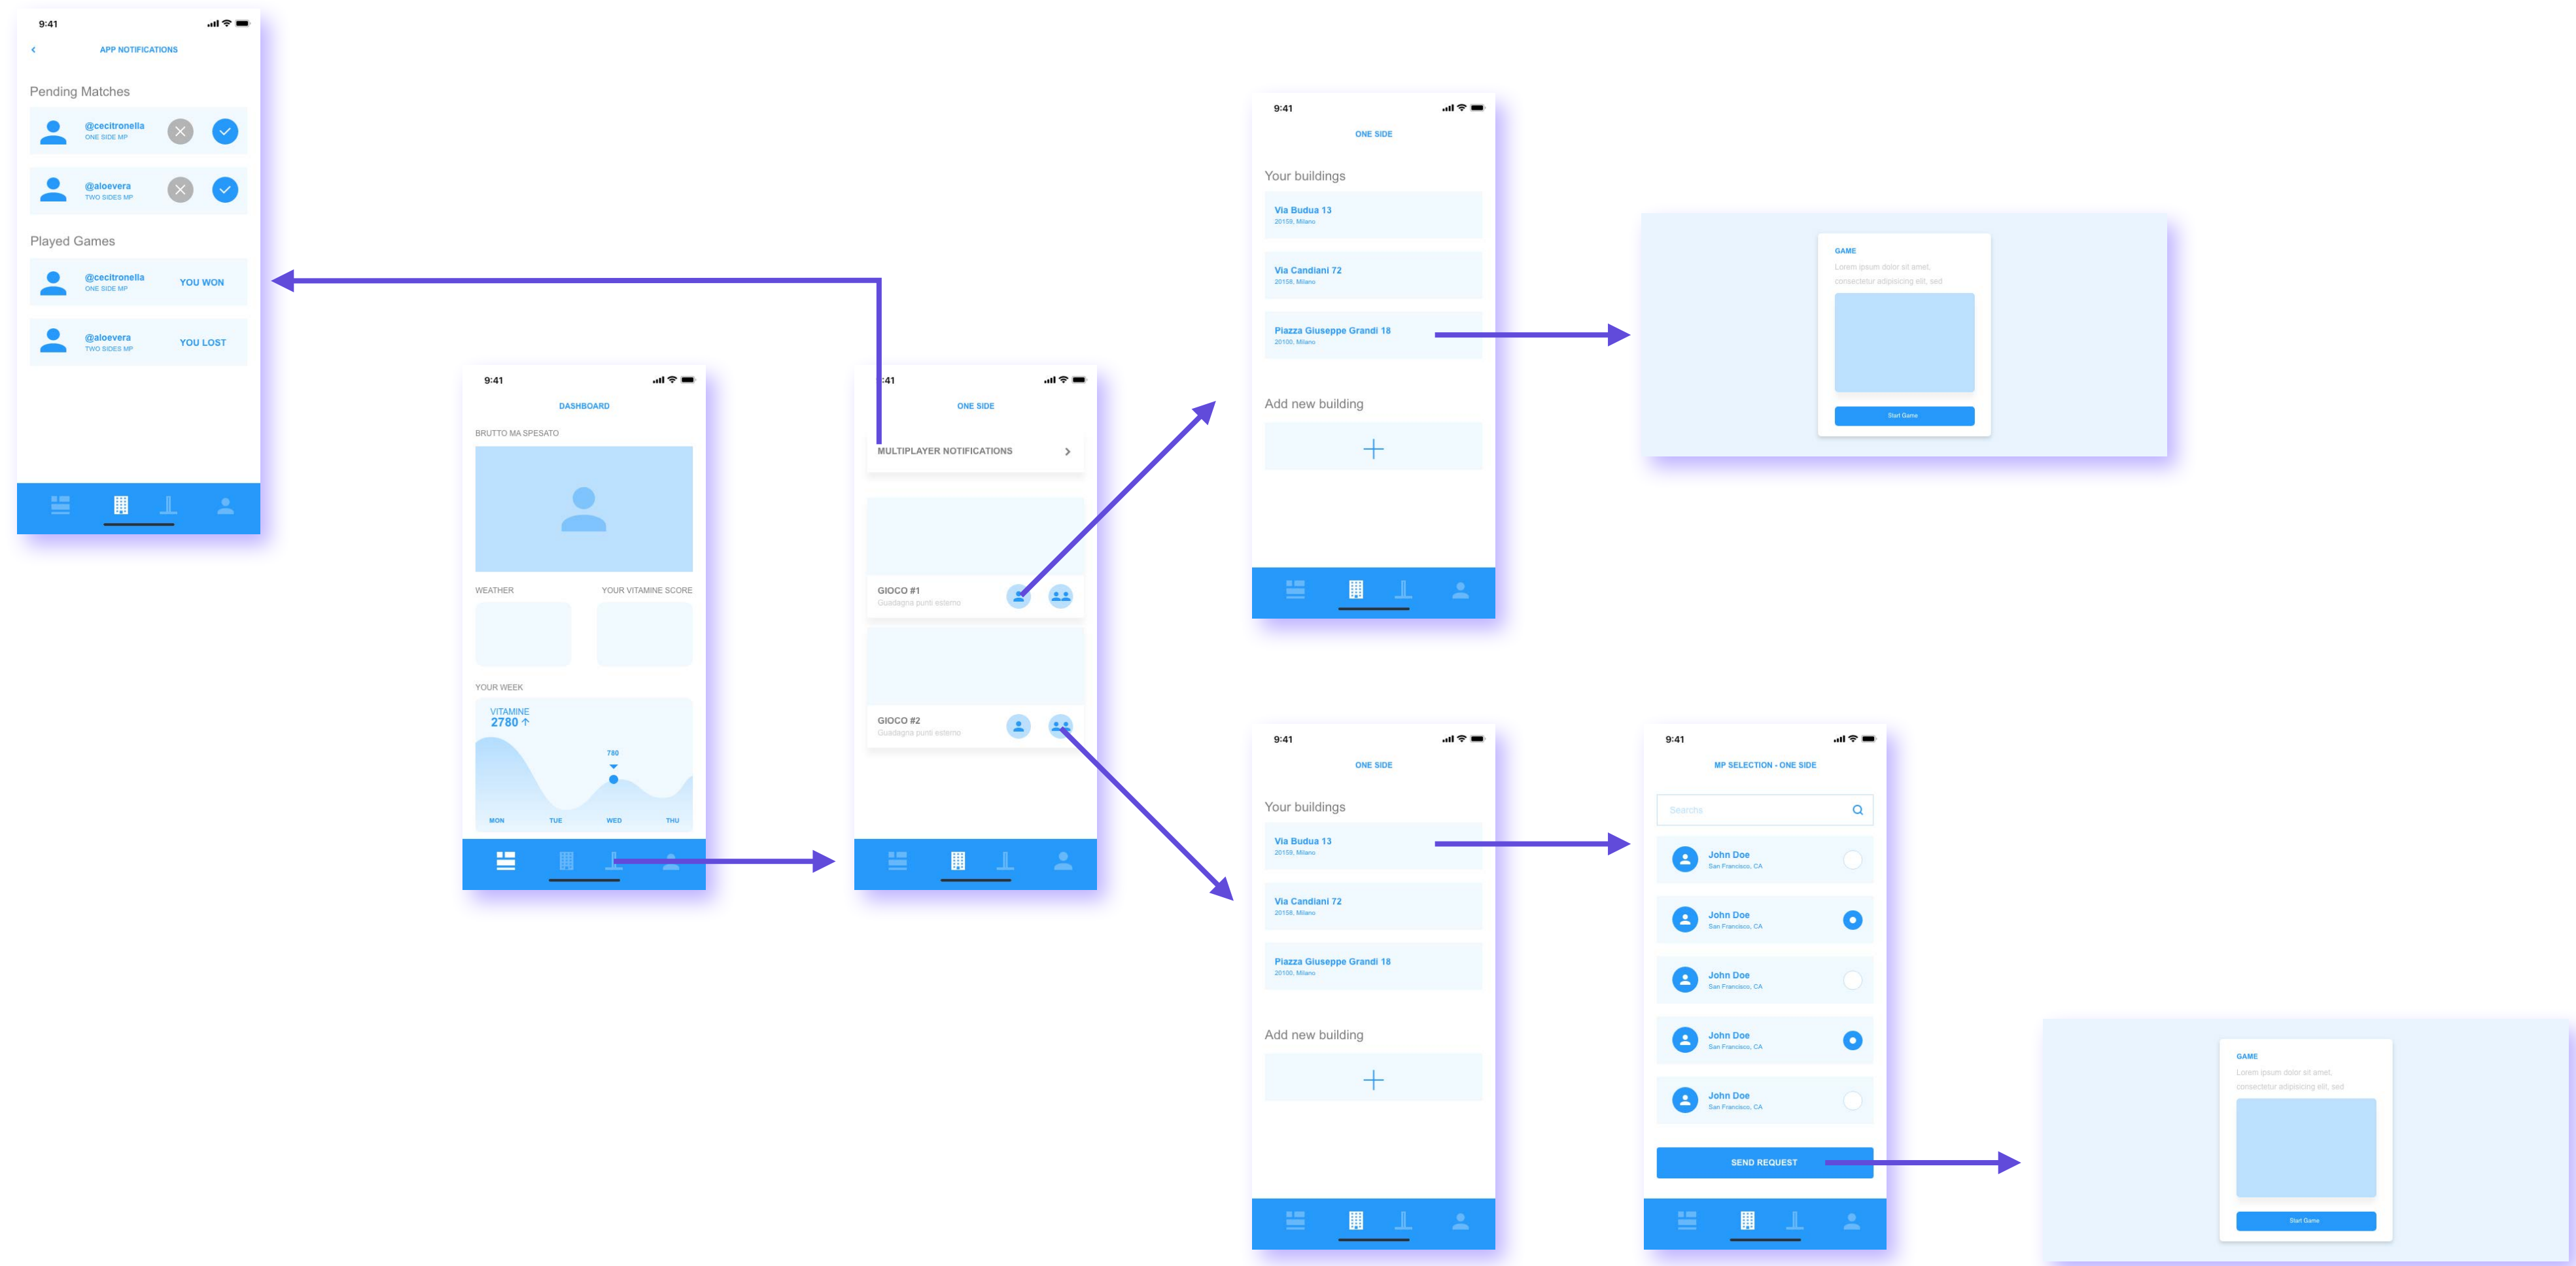 9:41
APP NOTIFICATIONS
Pending Matches
@cecitronella
ONE SIDE MP
@aloevera
TWO SIDES MP
Played Games
@cecitronella
ONE SIDE MP
YOU WON
@aloevera
TWO SIDES MP
YOU LOST
9:41
DASHBOARD
BRUTTO MA SPESATO
WEATHER
YOUR VITAMINE SCORE
YOUR WEEK
VITAMINE
2780
780
MON TUE WED THU
:41
ONE SIDE
MULTIPLAYER NOTIFICATIONS
GIOCO #1
Guadagna punti esterno
GIOCO #2
Guadagna punti esterno
9:41
ONE SIDE
Your buildings
Via Budua 13
20159, Milano
Via Candiani 72
20158, Milano
Piazza Giuseppe Grandi 18
20100, Milano
Add new building
GAME
Lorem ipsum dolor sit amet,
consectetur adipisicing elit, sed
Start Game
9:41
ONE SIDE
Your buildings
Via Budua 13
20159, Milano
Via Candiani 72
20158, Milano
Piazza Giuseppe Grandi 18
20100, Milano
Add new building
9:41
MP SELECTION - ONE SIDE
Searchs
John Doe
San Francisco, CA
John Doe
San Francisco, CA
John Doe
San Francisco, CA
John Doe
San Francisco, CA
John Doe
San Francisco, CA
SEND REQUEST
GAME
Lorem ipsum dolor sit amet,
consectetur adipisicing elit, sed
Start Game